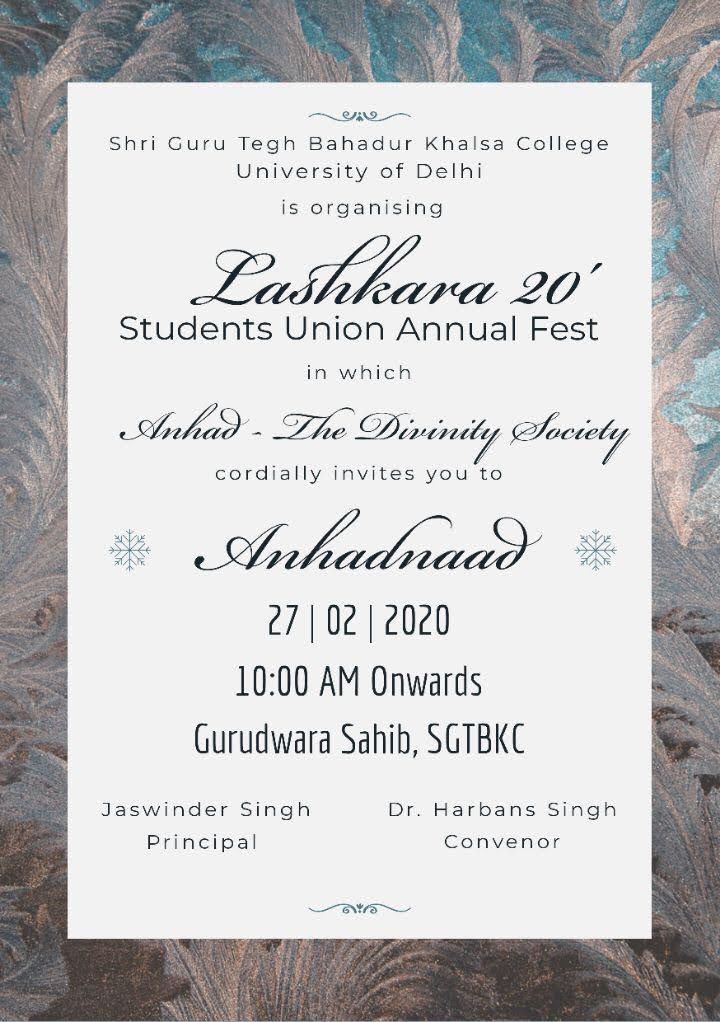 Shri Guru Tegh Bahadur Khalsa College
University of Delhi
is organising
Lashkara 20'
Students Union Annual Fest
in which
Anhad - The Divinity Society
cordially invites you to
Anhadnaad
27 | 02 | 2020
10:00 AM Onwards
Gurudwara Sahib, SGTBKC
Jaswinder Singh
Principal
Dr. Harbans Singh
Convenor